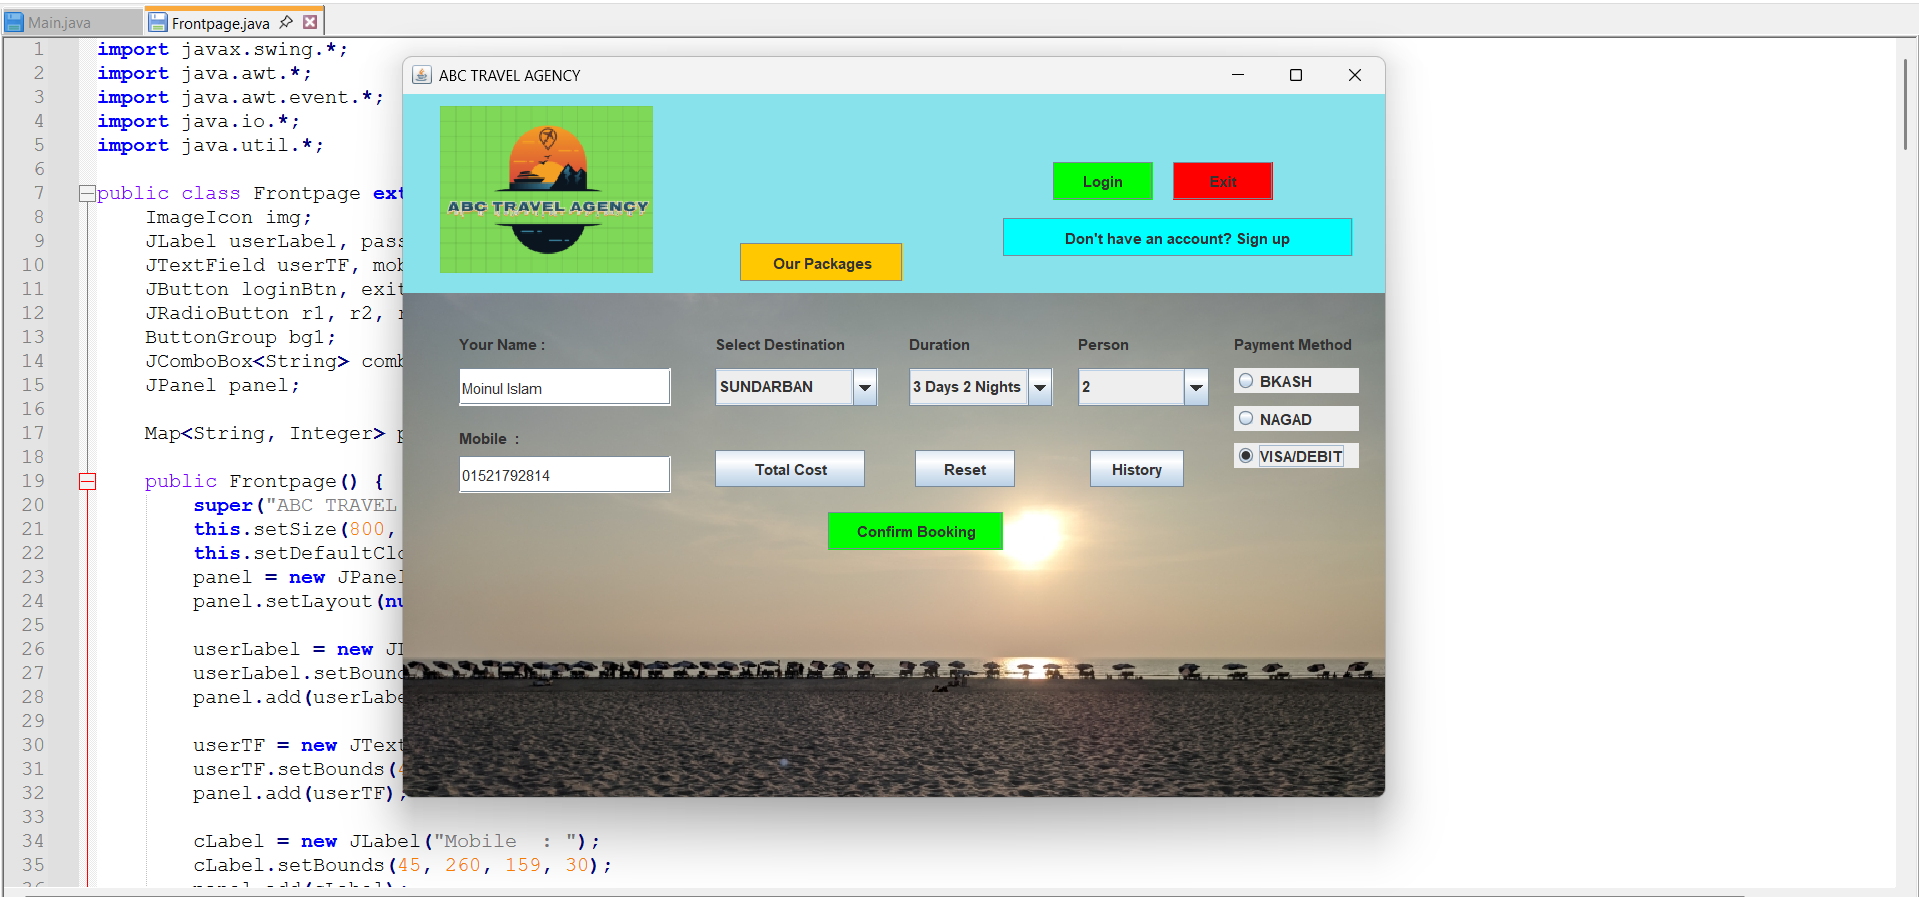 Main.java
Frontpage.java
1 import javax.swing.*;
2 import java.awt.*;
3 import java.awt.event.*;
4 import java.io.*;
5 import java.util.*;
6
7 public class Frontpage ext
8 ImageIcon img;
9 JLabel userLabel, pass
10 JTextField userTF, mob
11 JButton loginBtn, exit
12 JRadioButton r1, r2, r
13 ButtonGroup bg1;
14 JComboBox<String> comb
15 JPanel panel;
16
17 Map<String, Integer> p
18
19 public Frontpage() {
20 super("ABC TRAVEL
21 this.setSize(800,
22 this.setDefaultClo
23 panel = new JPanel
24 panel.setLayout(nu
25
26 userLabel = new JL
27 userLabel.setBound
28 panel.add(userLabe
29
30 userTF = new JText
31 userTF.setBounds(4
32 panel.add(userTF);
33
34 cLabel = new JLabel("Mobile  : ");
35 cLabel.setBounds(45, 260, 159, 30);
36 panel.add(cLabel);
ABC TRAVEL AGENCY
ABC TRAVEL AGENCY
Login
Exit
Don't have an account? Sign up
Our Packages
Your Name :
Select Destination
Duration
Person
Payment Method
Moinul Islam
SUNDARBAN
3 Days 2 Nights
2
BKASH
NAGAD
VISA/DEBIT
Mobile  :
01521792814
Total Cost
Reset
History
Confirm Booking